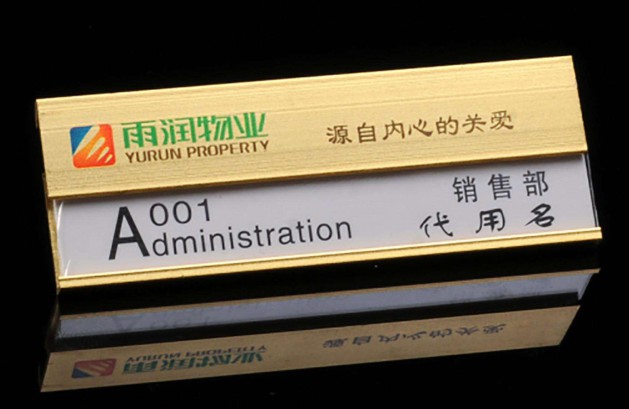 雨润物业
YURUN PROPERTY
源自内心的关爱
A001
dministration
销售部
代用名